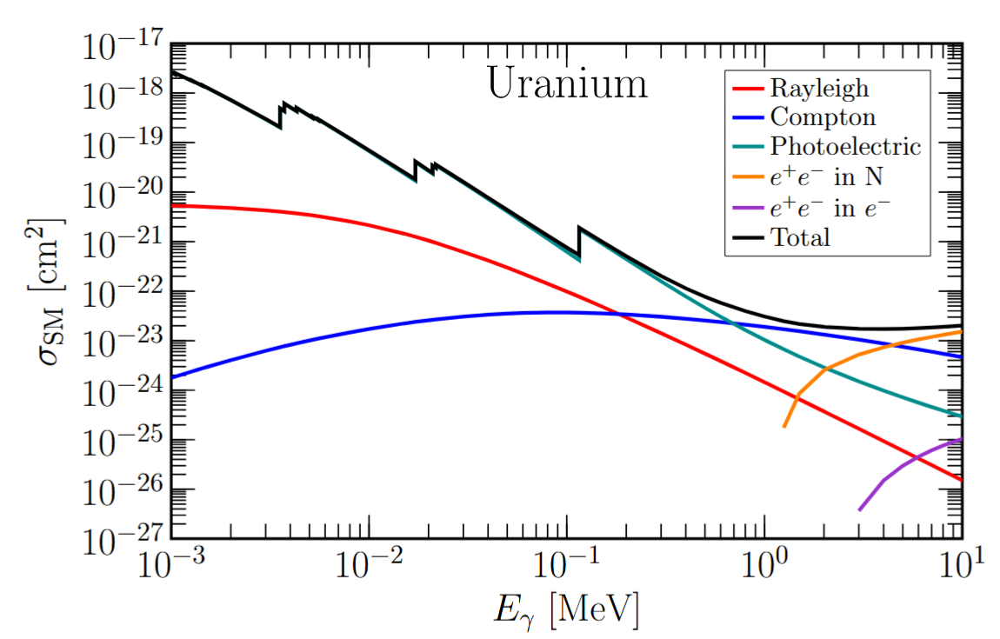 Uranium
Rayleigh
Compton
Photoelectric
e⁺e⁻ in N
e⁺e⁻ in e⁻
Total
σSM [cm²]
10⁻¹⁷
10⁻¹⁸
10⁻¹⁹
10⁻²⁰
10⁻²¹
10⁻²²
10⁻²³
10⁻²⁴
10⁻²⁵
10⁻²⁶
10⁻²⁷
10⁻³ 10⁻² 10⁻¹ 10⁰ 10¹
Eγ [MeV]